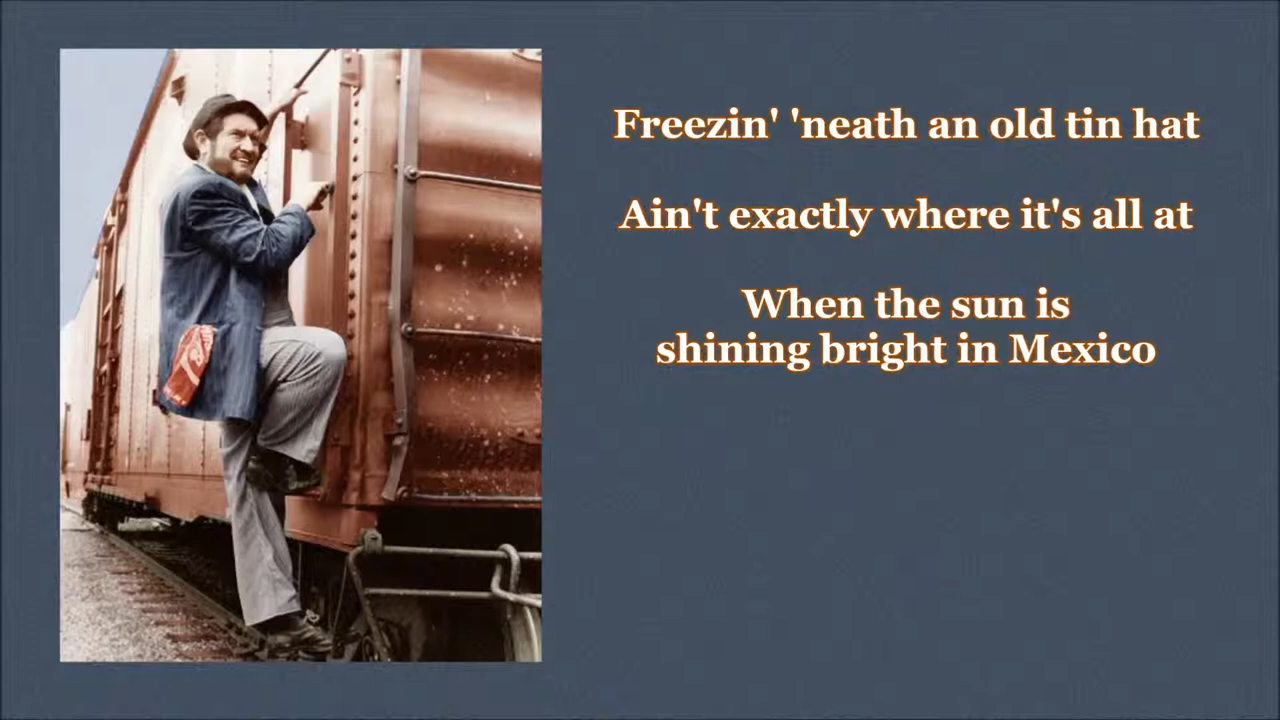 Freezin' 'neath an old tin hat
Ain't exactly where it's all at
When the sun is
shining bright in Mexico